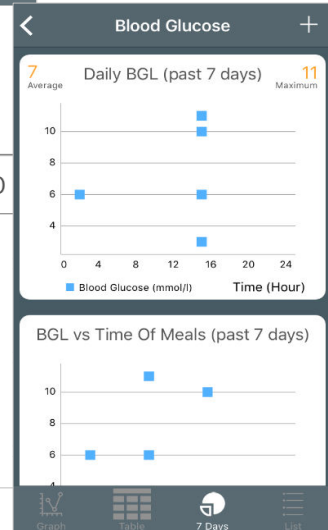 Blood Glucose +
7 Daily BGL (past 7 days) 11
Average Maximum
10
8
6
4
0 4 8 12 16 20 24
Blood Glucose (mmol/l) Time (Hour)
BGL vs Time Of Meals (past 7 days)
10
8
6
Graph Table 7 Days List